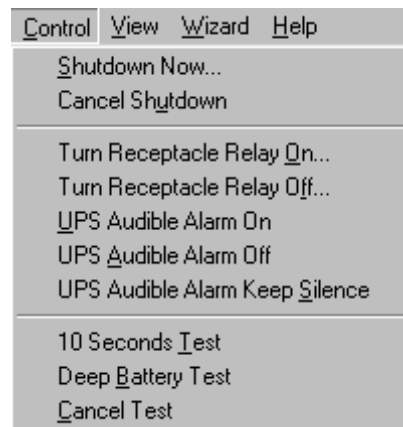 Control View Wizard Help
Shutdown Now...
Cancel Shutdown
Turn Receptacle Relay On...
Turn Receptacle Relay Off...
UPS Audible Alarm On
UPS Audible Alarm Off
UPS Audible Alarm Keep Silence
10 Seconds Test
Deep Battery Test
Cancel Test